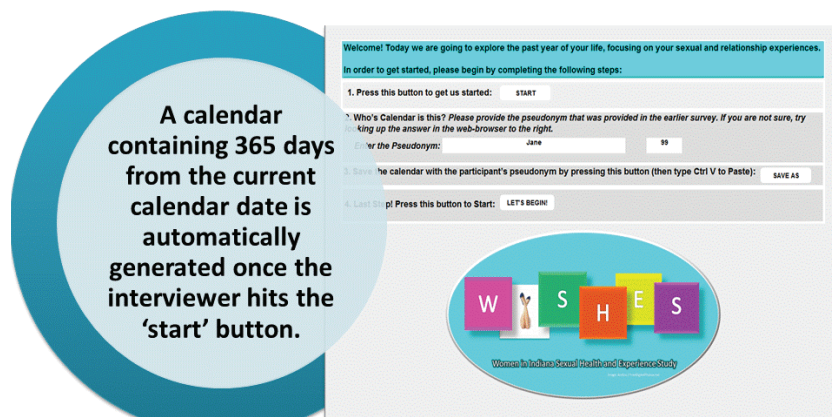 A calendar
containing 365 days
from the current
calendar date is
automatically
generated once the
interviewer hits the
‘start’ button.
Welcome! Today we are going to explore the past year of your life, focusing on your sexual and relationship experiences.
In order to get started, please begin by completing the following steps:
1. Press this button to get us started: START
2. Who's Calendar is this? Please provide the pseudonym that was provided in the earlier survey. If you are not sure, try
looking up the answer in the web-browser to the right.
Enter the Pseudonym: Jane 99
3. Save the calendar with the participant's pseudonym by pressing this button (then type Ctrl V to Paste): SAVE AS
4. Last Step! Press this button to Start: LET'S BEGIN!
W S H E S
Women in Indiana Sexual Health and Experience Study